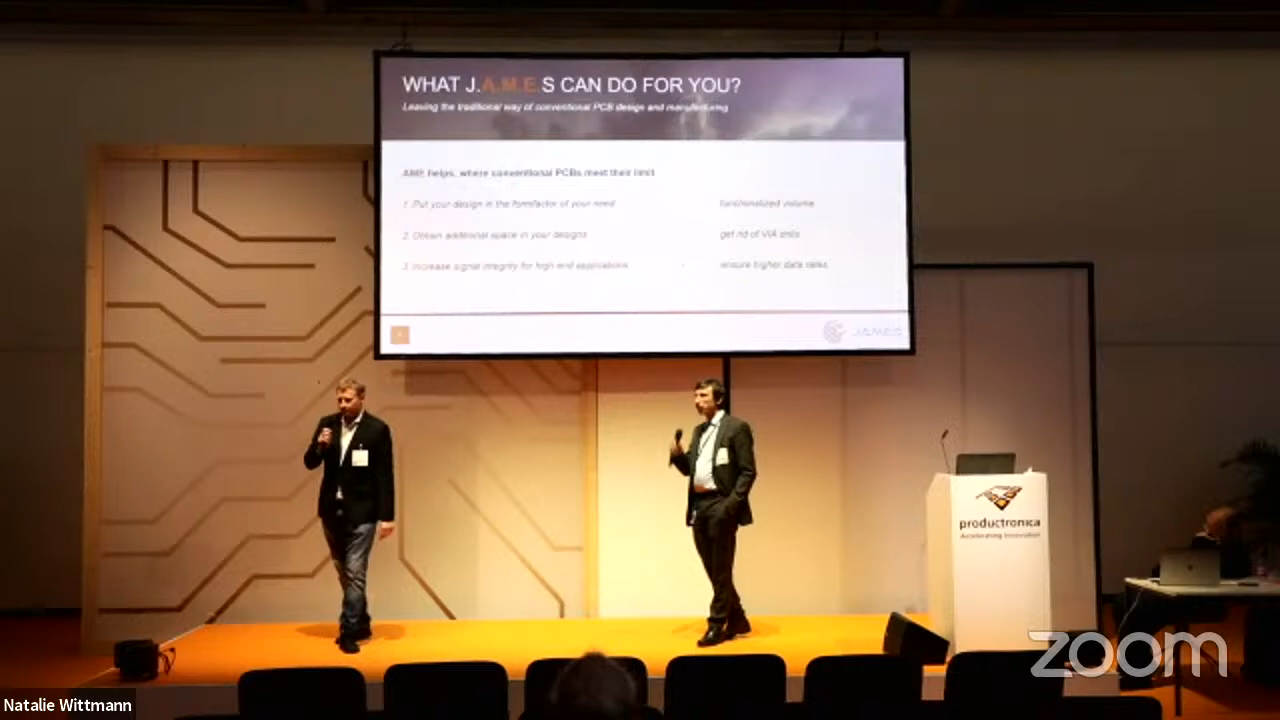 WHAT J.A.M.E.S CAN DO FOR YOU?
Leaving the traditional way of conventional PCB design and manufacturing
AME helps, where conventional PCBs meet their limit
1. Put your design in the formfactor of your need
functionalized volume
2. Obtain additional space in your designs
get rid of VIA drills
3. Increase signal integrity for high end applications
-
ensure higher data rates
J.A.M.E.S
productronica
Accelerating Innovation
zoom
Natalie Wittmann